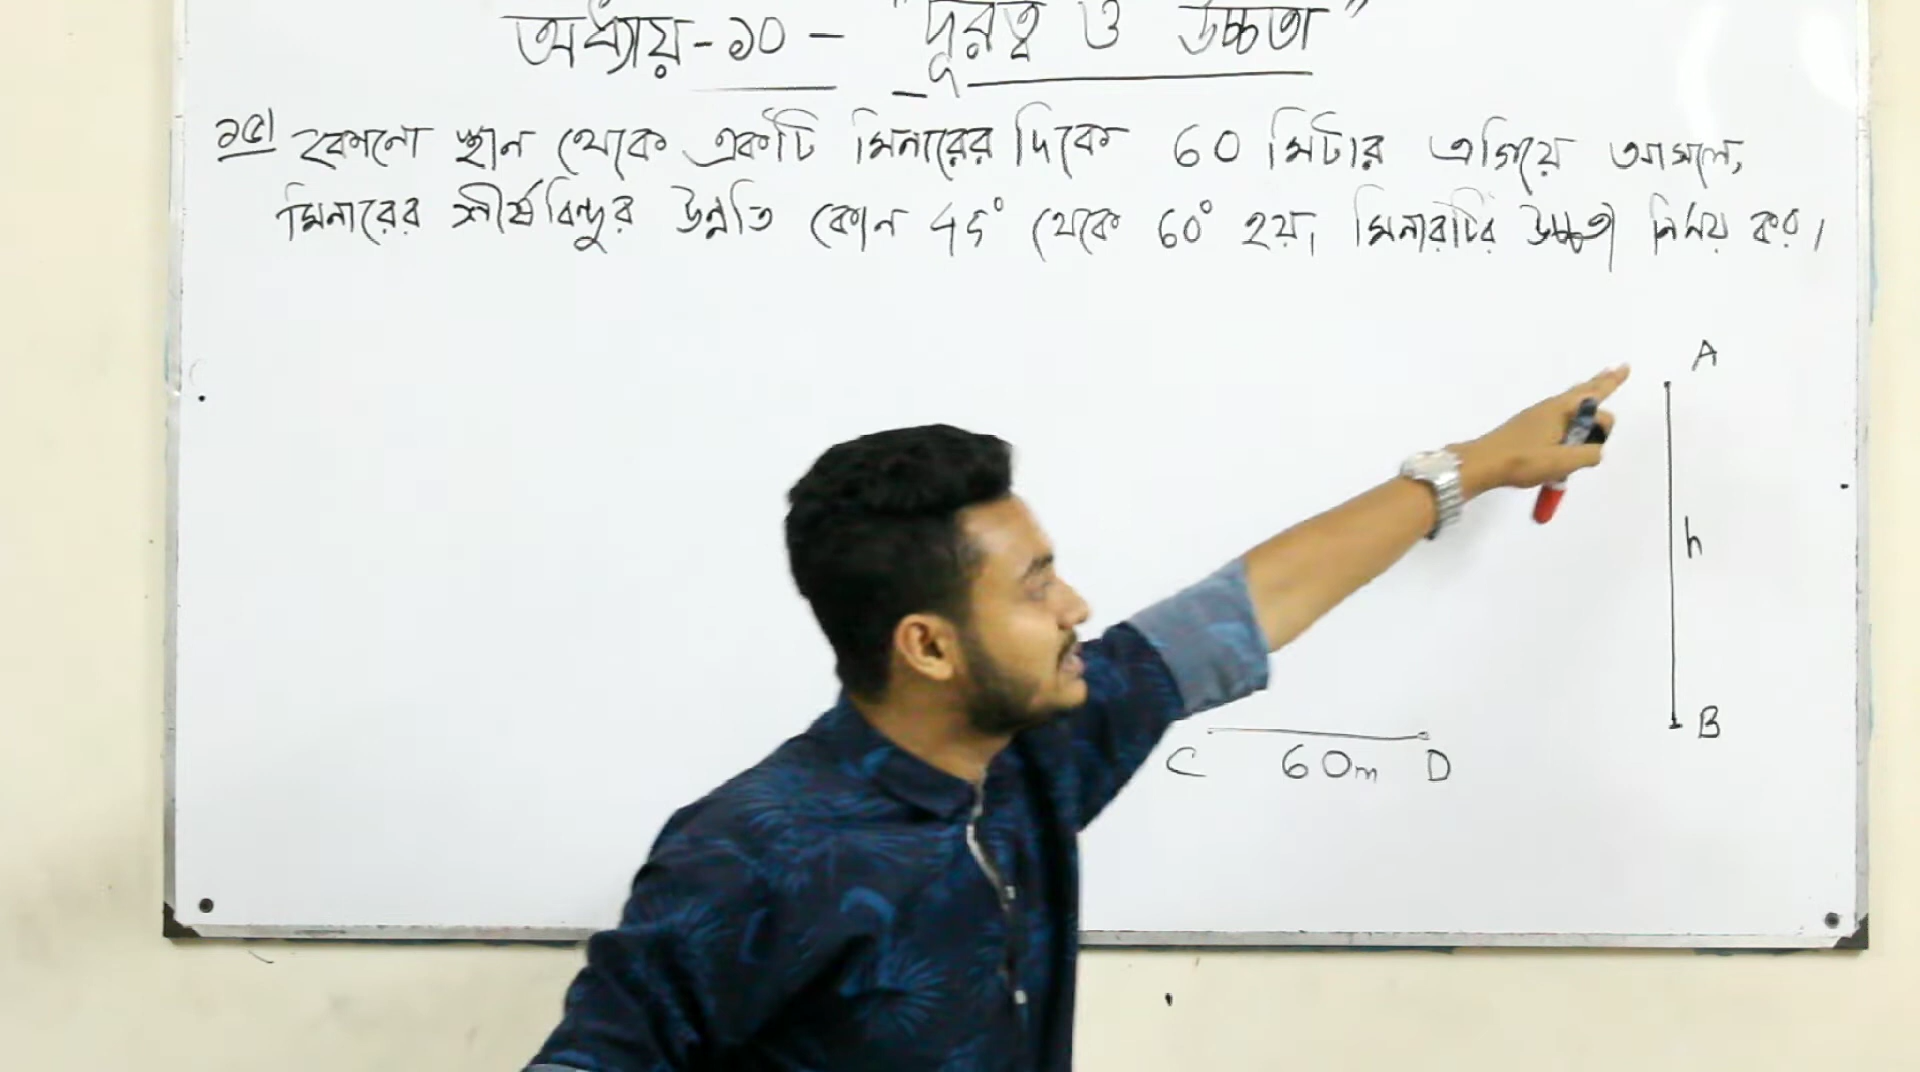 অধ্যায়-১০ - "দূরত্ব ও উচ্চতা"
১৫। কোনো স্থান থেকে একটি মিনারের দিকে 60 মিটার এগিয়ে আসলে,
মিনারের শীর্ষবিন্দুর উন্নতি কোন 45° থেকে 60° হয়। মিনারটির উচ্চতা নির্ণয় কর।
A
h
B
C 60m D